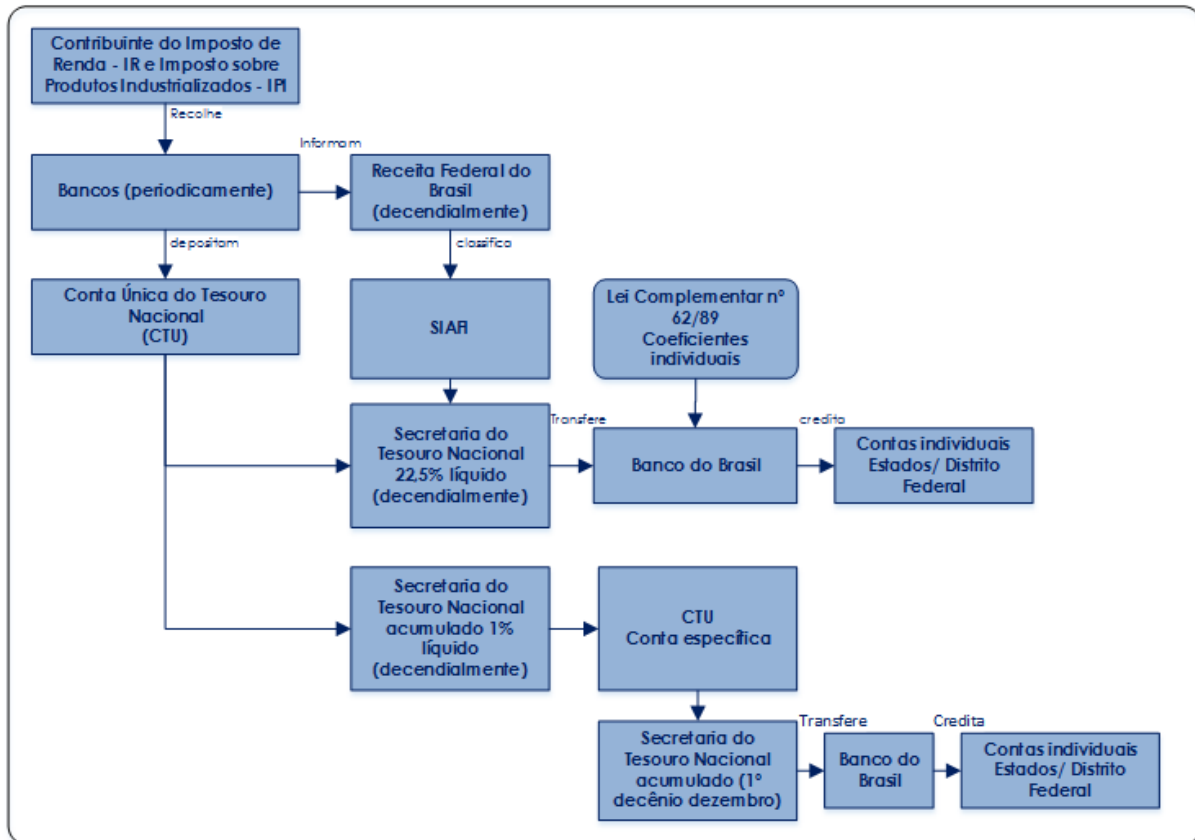 Contribuinte do Imposto de
Renda - IR e Imposto sobre
Produtos Industrializados - IPI
Recolhe
Bancos (periodicamente)
Informam
Receita Federal do
Brasil
(decendialmente)
depositam
classifica
Conta Única do Tesouro
Nacional
(CTU)
SIAFI
Lei Complementar nº
62/89
Coeficientes
individuais
Secretaria do
Tesouro Nacional
22,5% líquido
(decendialmente)
Transfere
Banco do Brasil
credita
Contas individuais
Estados/ Distrito
Federal
Secretaria do
Tesouro Nacional
acumulado 1%
líquido
(decendialmente)
CTU
Conta específica
Secretaria do
Tesouro Nacional
acumulado (1º
decênio dezembro)
Transfere
Banco do
Brasil
Credita
Contas individuais
Estados/ Distrito
Federal